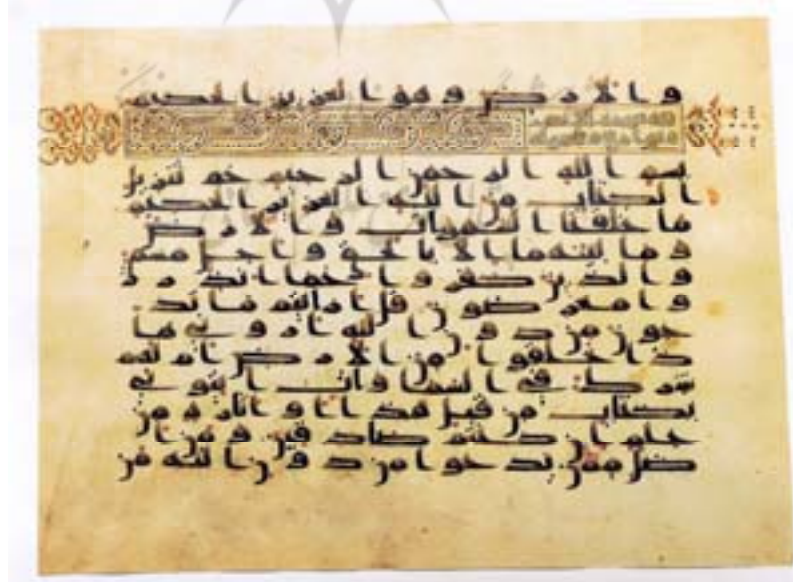 والارض وهو العزيز الحكيم
بسم الله الرحمن الرحيم حم تنزيل
الكتاب من الله العزيز الحكيم
ما خلقنا السموات والارض
وما بينهما الا بالحق واجل مسمى
والذين كفروا عما انذر
وا معرضون قل ارايتم ما تد
عون من دون الله اروني ما
ذا خلقوا من الارض ام لهم
شرك في السموات ايتوني
بكتاب من قبل هذا او اثارة من
علم ان كنتم صادقين ومن ا
ضل ممن يدعوا من دون الله من